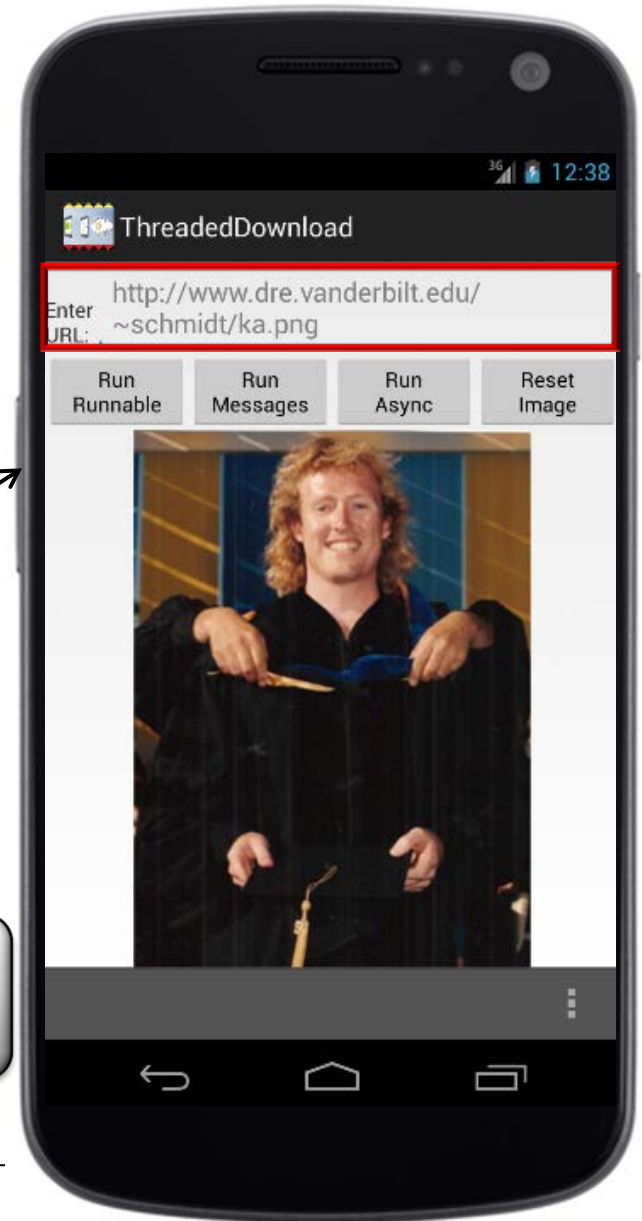 3G 12:38
ThreadedDownload
Enter
URL:
http://www.dre.vanderbilt.edu/
~schmidt/ka.png
Run
Runnable
Run
Messages
Run
Async
Reset
Image